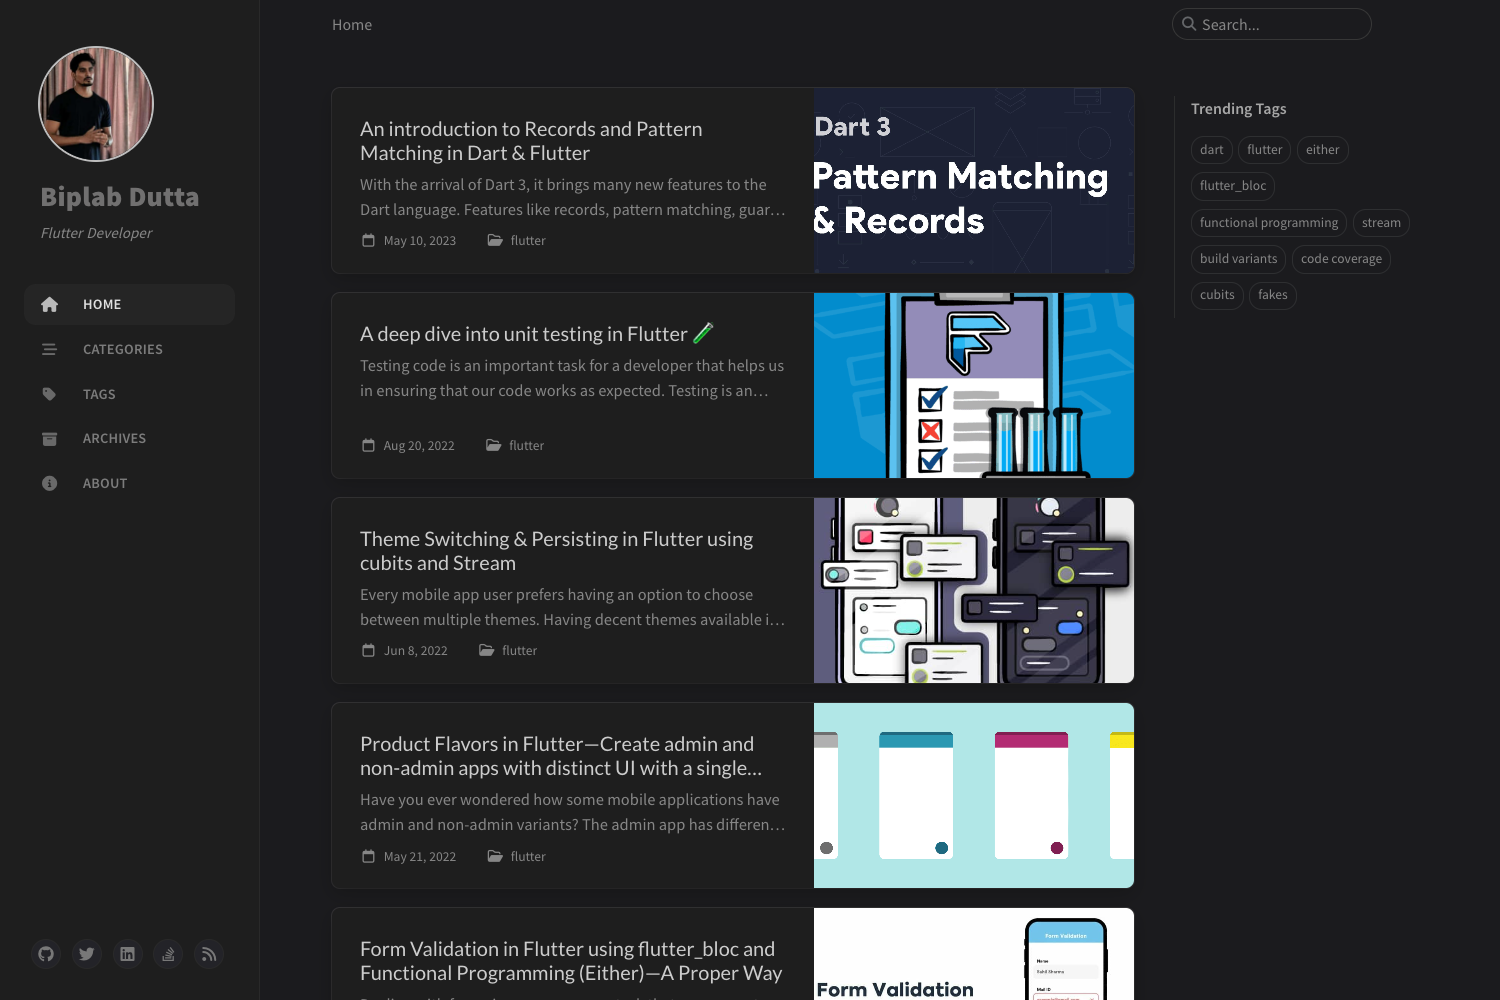 Biplab Dutta
Flutter Developer
HOME
CATEGORIES
TAGS
ARCHIVES
ABOUT
Home
Search...
An introduction to Records and Pattern
Matching in Dart & Flutter
With the arrival of Dart 3, it brings many new features to the
Dart language. Features like records, pattern matching, guar…
May 10, 2023 flutter
Dart 3
Pattern Matching
& Records
A deep dive into unit testing in Flutter
Testing code is an important task for a developer that helps us
in ensuring that our code works as expected. Testing is an…
Aug 20, 2022 flutter
Theme Switching & Persisting in Flutter using
cubits and Stream
Every mobile app user prefers having an option to choose
between multiple themes. Having decent themes available i…
Jun 8, 2022 flutter
Product Flavors in Flutter—Create admin and
non-admin apps with distinct UI with a single…
Have you ever wondered how some mobile applications have
admin and non-admin variants? The admin app has differen…
May 21, 2022 flutter
Form Validation in Flutter using flutter_bloc and
Functional Programming (Either)—A Proper Way
Form Validation
Form Validation
Name
Sahil Sharma
Mail ID
Trending Tags
dart flutter either
flutter_bloc
functional programming stream
build variants code coverage
cubits fakes